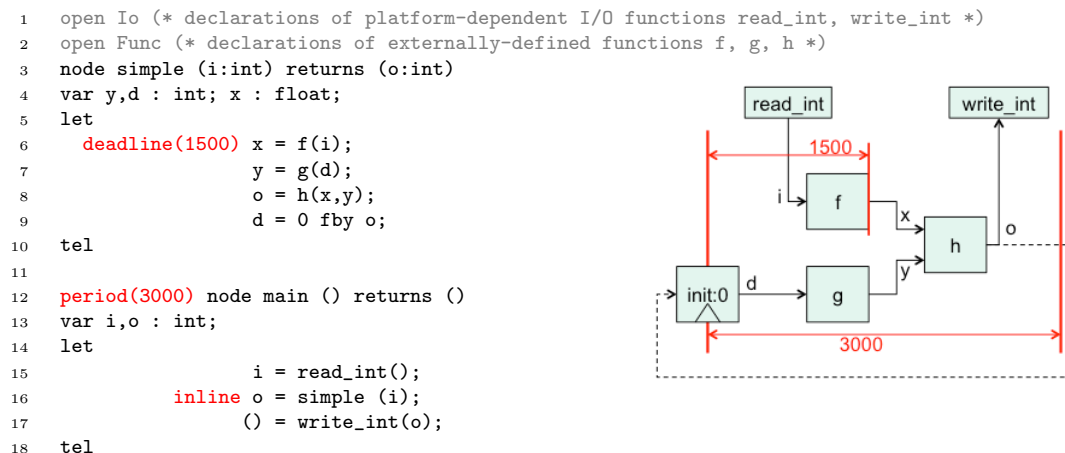 1 open Io (* declarations of platform-dependent I/O functions read_int, write_int *)
2 open Func (* declarations of externally-defined functions f, g, h *)
3 node simple (i:int) returns (o:int)
4 var y,d : int; x : float;
5 let
6 deadline(1500) x = f(i);
7 y = g(d);
8 o = h(x,y);
9 d = 0 fby o;
10 tel
11
12 period(3000) node main () returns ()
13 var i,o : int;
14 let
15 i = read_int();
16 inline o = simple (i);
17 () = write_int(o);
18 tel
read_int
write_int
1500
i
f
x
h
o
y
init:0
d
g
3000